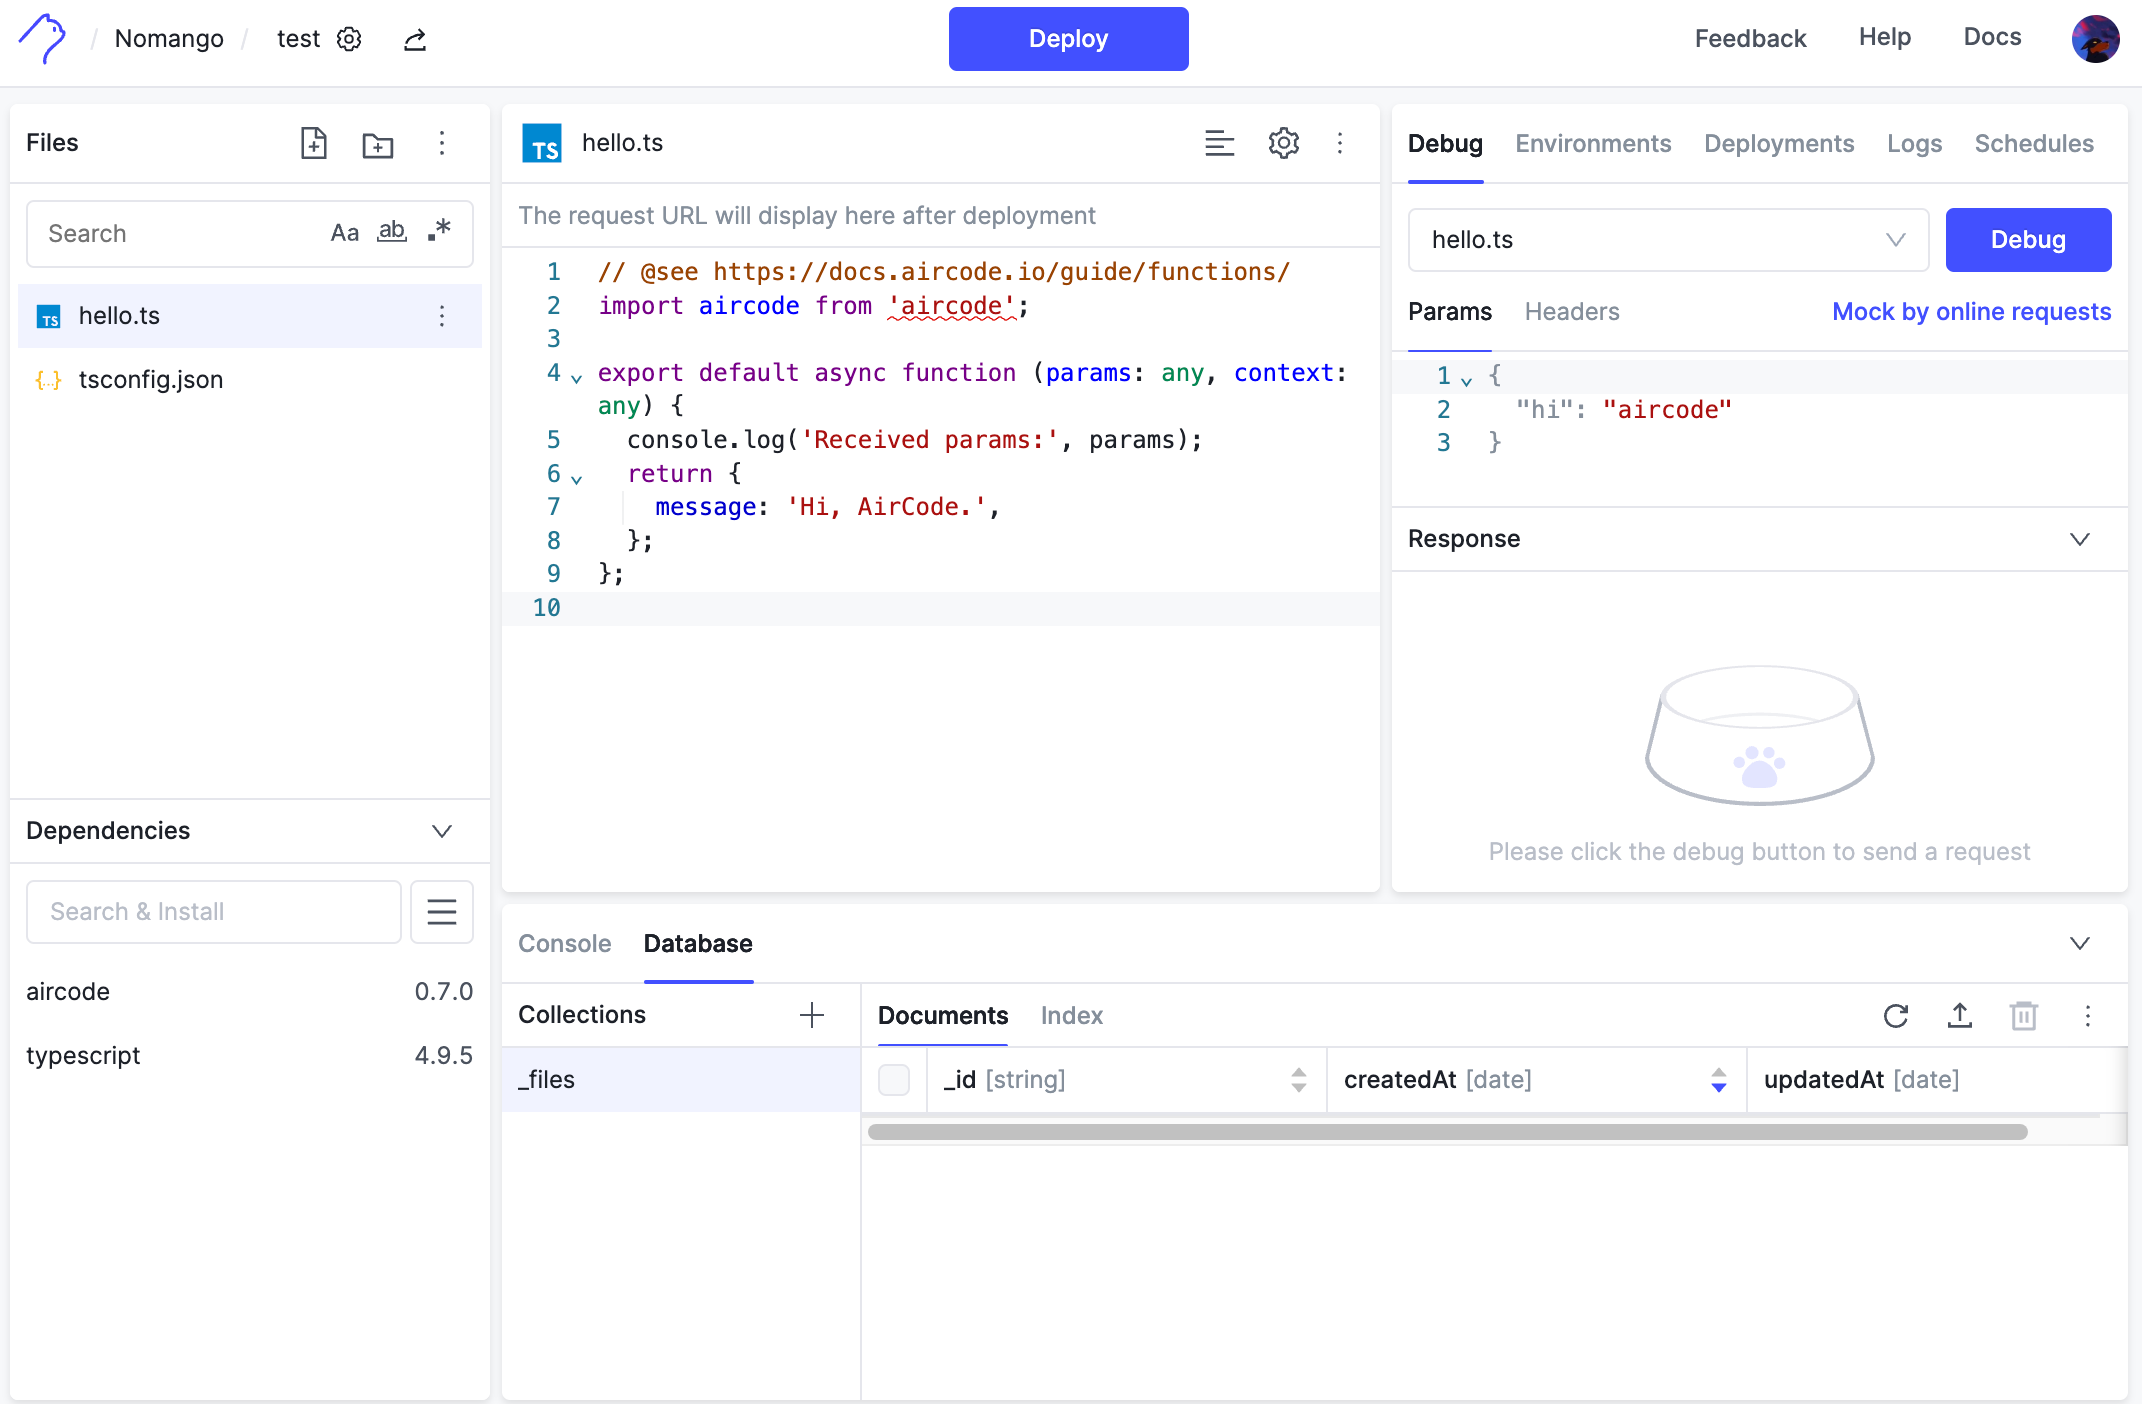 / Nomango / test
Deploy
Feedback Help Docs
Files
Search Aa ab .*
TS hello.ts
{...} tsconfig.json
Dependencies
Search & Install
aircode 0.7.0
typescript 4.9.5
TS hello.ts
The request URL will display here after deployment
1 // @see https://docs.aircode.io/guide/functions/
2 import aircode from 'aircode';
3
4 export default async function (params: any, context:
any) {
5 console.log('Received params:', params);
6 return {
7 message: 'Hi, AirCode.',
8 };
9 };
10
Debug Environments Deployments Logs Schedules
hello.ts Debug
Params Headers Mock by online requests
1 {
2 "hi": "aircode"
3 }
Response
Please click the debug button to send a request
Console Database
Collections
_files
Documents Index
_id [string] createdAt [date] updatedAt [date]